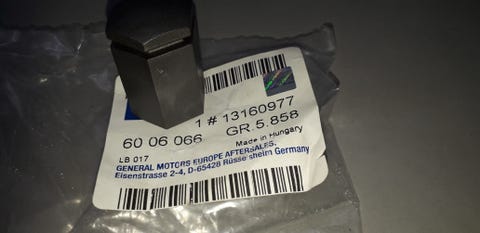 1 # 13160977
60 06 066 GR.5.858
Made in Hungary
LB 017
GENERAL MOTORS EUROPE AFTERSALES.
Eisenstrasse 2-4, D-65428 Rüsselsheim Germany